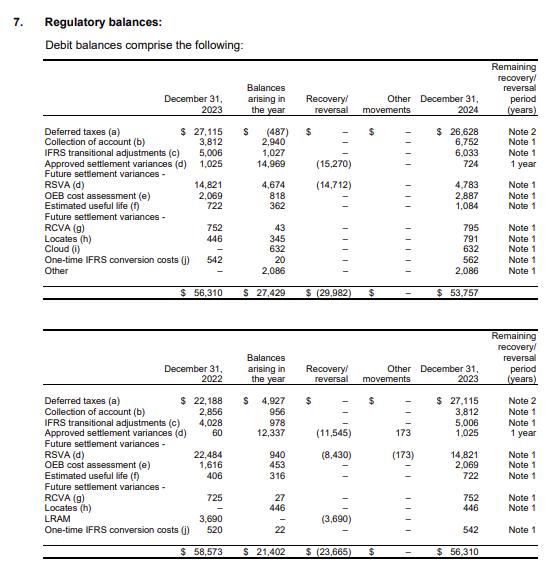 7. Regulatory balances:
Debit balances comprise the following:
Remaining
recovery/
Balances reversal
December 31, arising in Recovery/ Other December 31, period
2023 the year reversal movements 2024 (years)
Deferred taxes (a) $ 27,115 $ (487) $ – $ – $ 26,628 Note 2
Collection of account (b) 3,812 2,940 – – 6,752 Note 1
IFRS transitional adjustments (c) 5,006 1,027 – – 6,033 Note 1
Approved settlement variances (d) 1,025 14,969 (15,270) – 724 1 year
Future settlement variances -
RSVA (d) 14,821 4,674 (14,712) – 4,783 Note 1
OEB cost assessment (e) 2,069 818 – – 2,887 Note 1
Estimated useful life (f) 722 362 – – 1,084 Note 1
Future settlement variances -
RCVA (g) 752 43 – – 795 Note 1
Locates (h) 446 345 – – 791 Note 1
Cloud (i) – 632 – – 632 Note 1
One-time IFRS conversion costs (j) 542 20 – – 562 Note 1
Other – 2,086 – – 2,086 Note 1
$ 56,310 $ 27,429 $ (29,982) $ – $ 53,757
Remaining
recovery/
Balances reversal
December 31, arising in Recovery/ Other December 31, period
2022 the year reversal movements 2023 (years)
Deferred taxes (a) $ 22,188 $ 4,927 $ – $ – $ 27,115 Note 2
Collection of account (b) 2,856 956 – – 3,812 Note 1
IFRS transitional adjustments (c) 4,028 978 – – 5,006 Note 1
Approved settlement variances (d) 60 12,337 (11,545) 173 1,025 1 year
Future settlement variances -
RSVA (d) 22,484 940 (8,430) (173) 14,821 Note 1
OEB cost assessment (e) 1,616 453 – – 2,069 Note 1
Estimated useful life (f) 406 316 – – 722 Note 1
Future settlement variances -
RCVA (g) 725 27 – – 752 Note 1
Locates (h) – 446 – – 446 Note 1
LRAM 3,690 – (3,690) –
One-time IFRS conversion costs (j) 520 22 – – 542 Note 1
$ 58,573 $ 21,402 $ (23,665) $ – $ 56,310